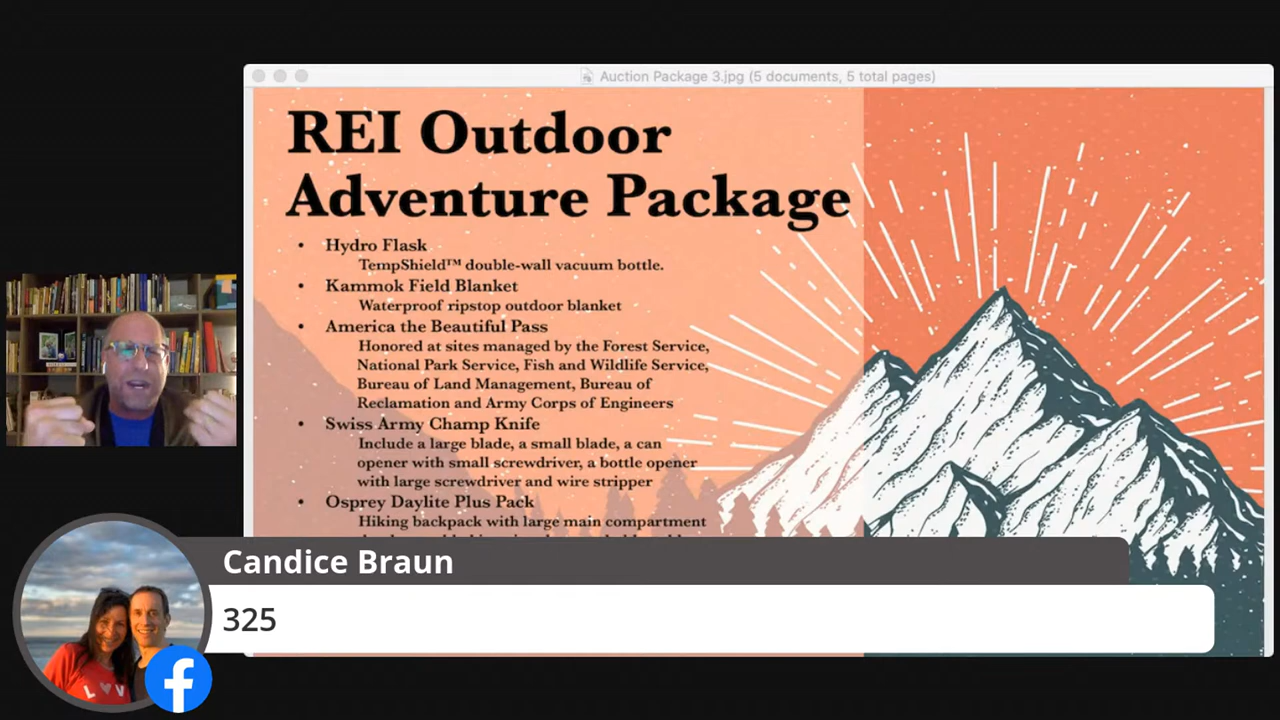 Auction Package 3.jpg (5 documents, 5 total pages)
REI Outdoor
Adventure Package
• Hydro Flask
TempShield™ double-wall vacuum bottle.
• Kammok Field Blanket
Waterproof ripstop outdoor blanket
• America the Beautiful Pass
Honored at sites managed by the Forest Service,
National Park Service, Fish and Wildlife Service,
Bureau of Land Management, Bureau of
Reclamation and Army Corps of Engineers
• Swiss Army Champ Knife
Include a large blade, a small blade, a can
opener with small screwdriver, a bottle opener
with large screwdriver and wire stripper
• Osprey Daylite Plus Pack
Hiking backpack with large main compartment
Candice Braun
325